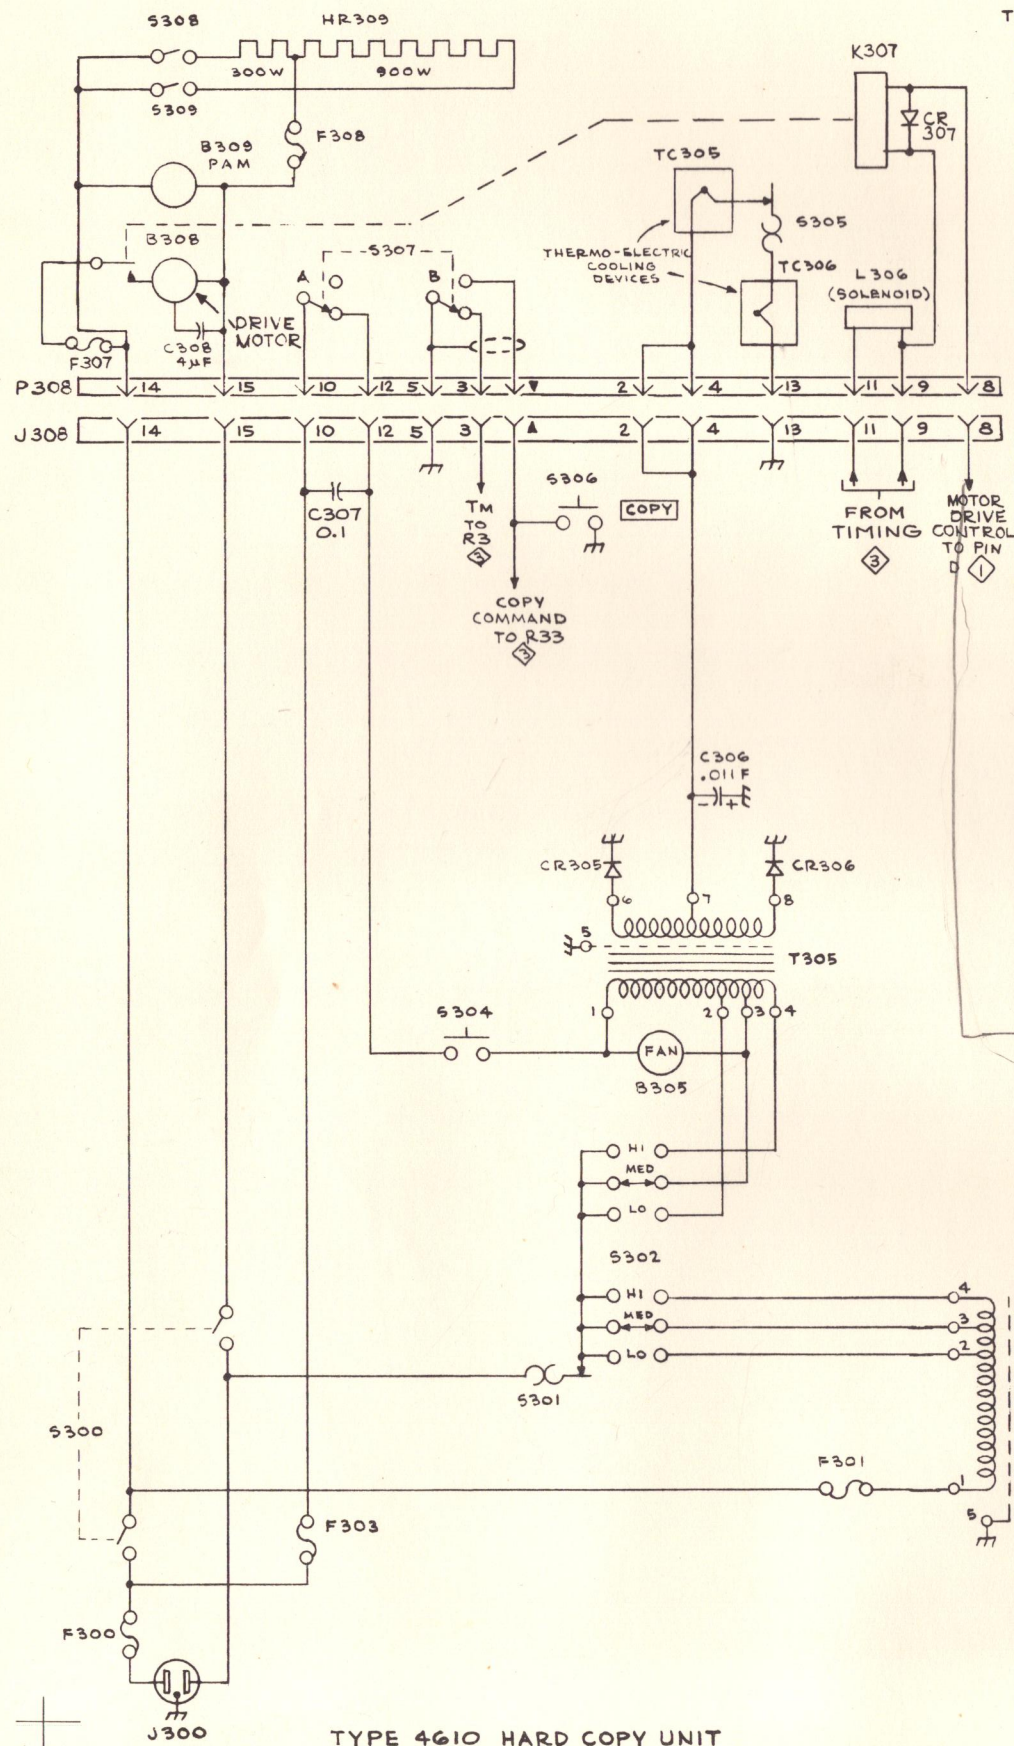 T
S308
HR309
K307
300W
900W
S309
F308
CR
307
B309
PAM
TC305
S305
B308
S307
THERMO-ELECTRIC
COOLING
DEVICES
TC306
L306
(SOLENOID)
A
B
DRIVE
MOTOR
C308
4µF
F307
P308
14
15
10
12
5
3
2
4
13
11
9
8
J308
14
15
10
12
5
3
2
4
13
11
9
8
C307
0.1
TM
TO
R3
3
S306
COPY
FROM
TIMING
3
MOTOR
DRIVE
CONTROL
TO PIN
D
1
COPY
COMMAND
TO R33
3
C306
.011F
- +
CR305
CR306
6
7
8
5
T305
1
2
3
4
S304
FAN
B305
HI
MED
LO
S302
HI
4
MED
3
LO
2
S301
S300
F301
1
5
F303
F300
J300
TYPE 4610 HARD COPY UNIT